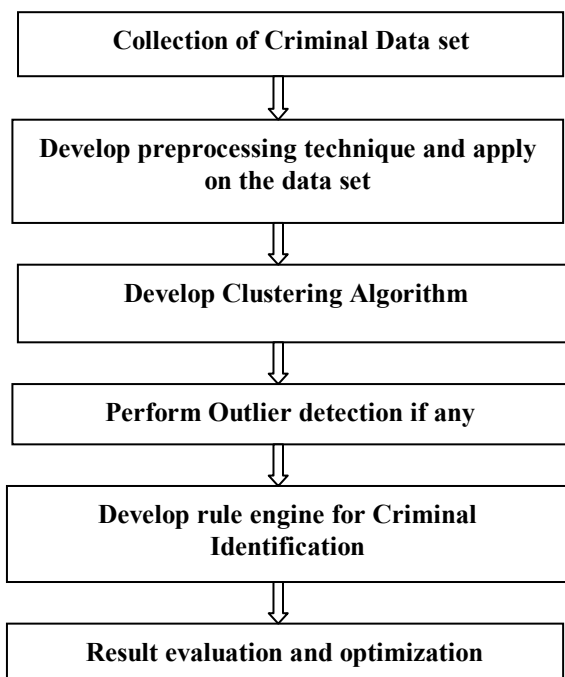 Collection of Criminal Data set
Develop preprocessing technique and apply
on the data set
Develop Clustering Algorithm
Perform Outlier detection if any
Develop rule engine for Criminal
Identification
Result evaluation and optimization